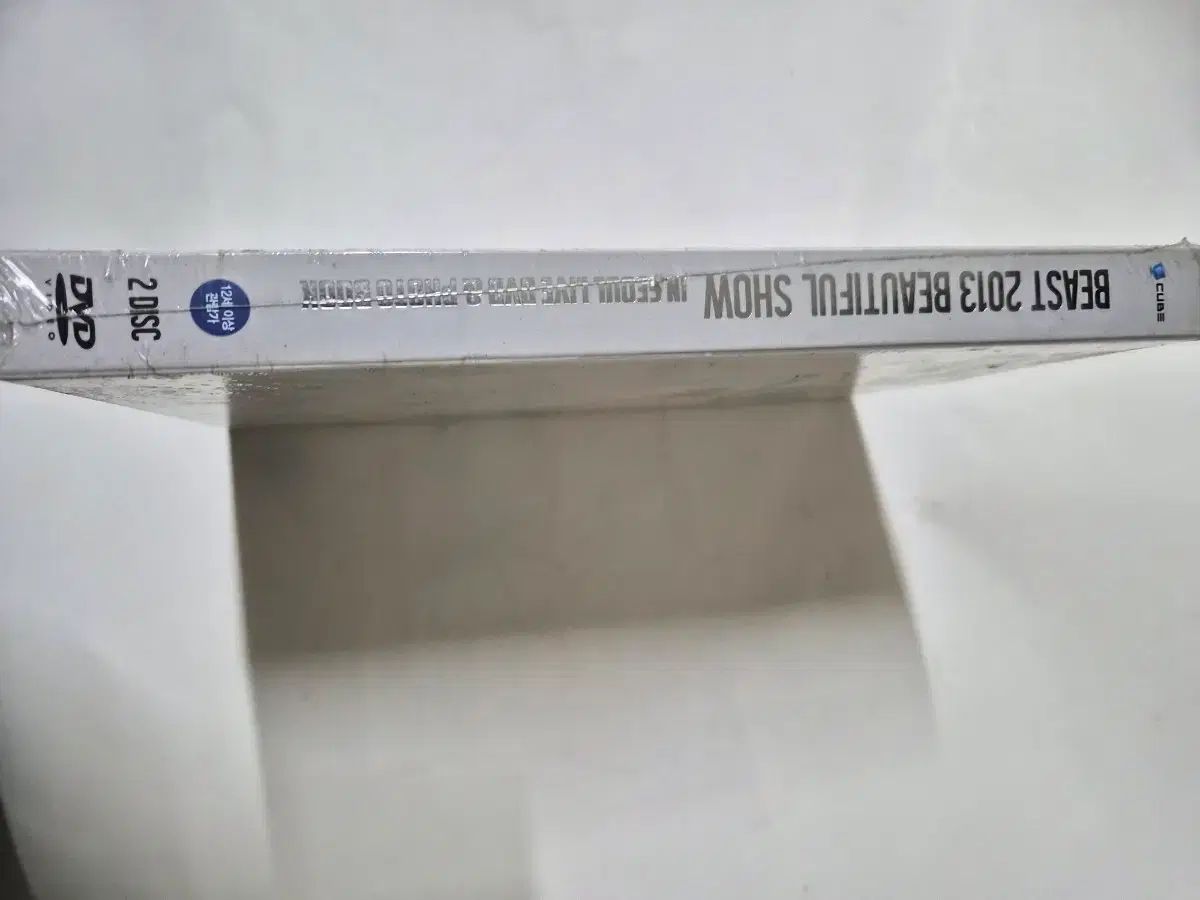 CUBE
BEAST 2013 BEAUTIFUL SHOW
IN SEOUL LIVE DVD & PHOTO BOOK
12세 이상
관람가
2 DISC
DVD
VIDEO